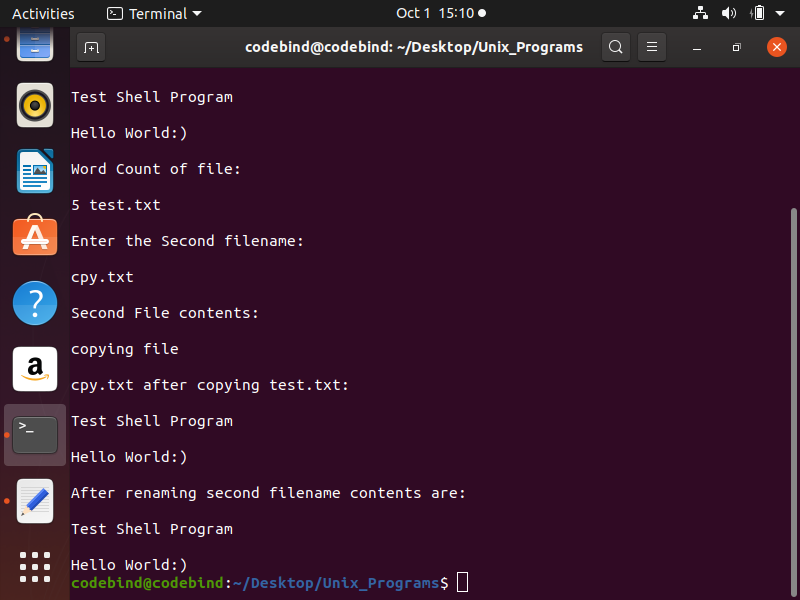 Activities
Terminal
Oct 1 15:10
codebind@codebind: ~/Desktop/Unix_Programs
Test Shell Program
Hello World:)
Word Count of file:
5 test.txt
Enter the Second filename:
cpy.txt
Second File contents:
copying file
cpy.txt after copying test.txt:
Test Shell Program
Hello World:)
After renaming second filename contents are:
Test Shell Program
Hello World:)
codebind@codebind:~/Desktop/Unix_Programs$